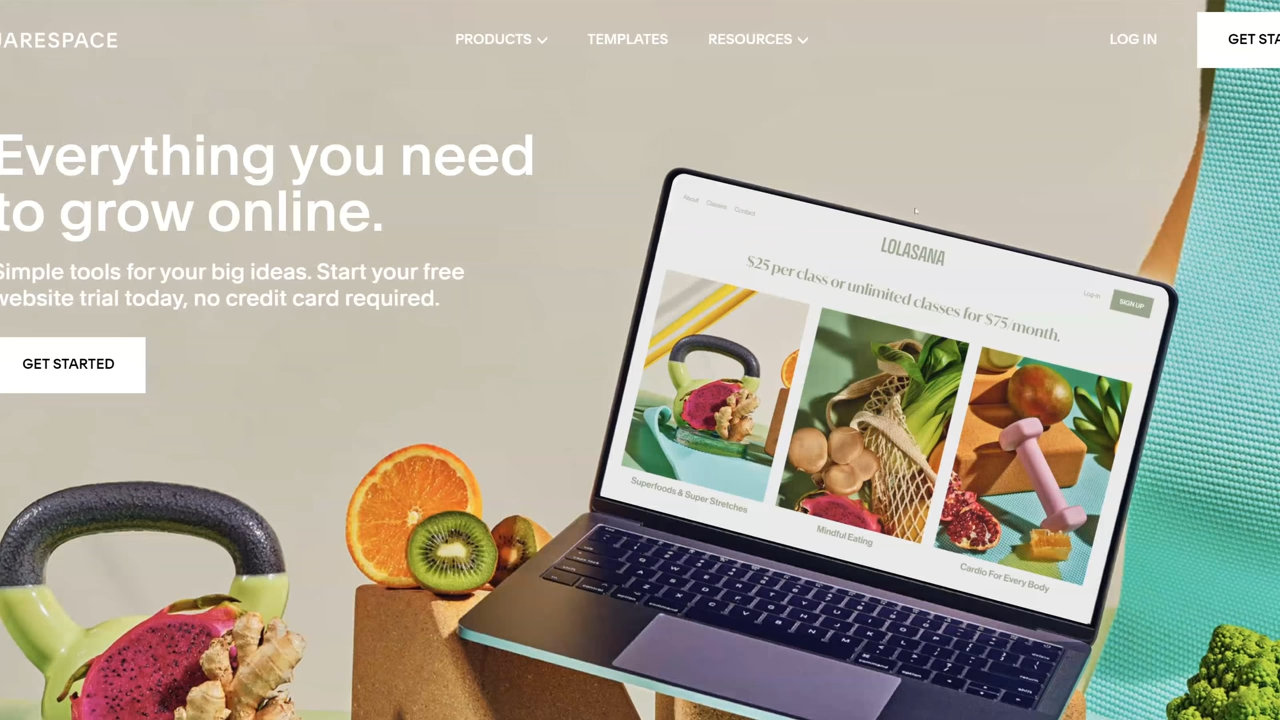 UARESPACE
PRODUCTS
TEMPLATES
RESOURCES
LOG IN
GET STA
Everything you need
to grow online.
Simple tools for your big ideas. Start your free
website trial today, no credit card required.
GET STARTED
About Classes Contact
LOLASANA
Log In
SIGN UP
$25 per class or unlimited classes for $75/month.
Superfoods & Super Stretches
Mindful Eating
Cardio For Every Body